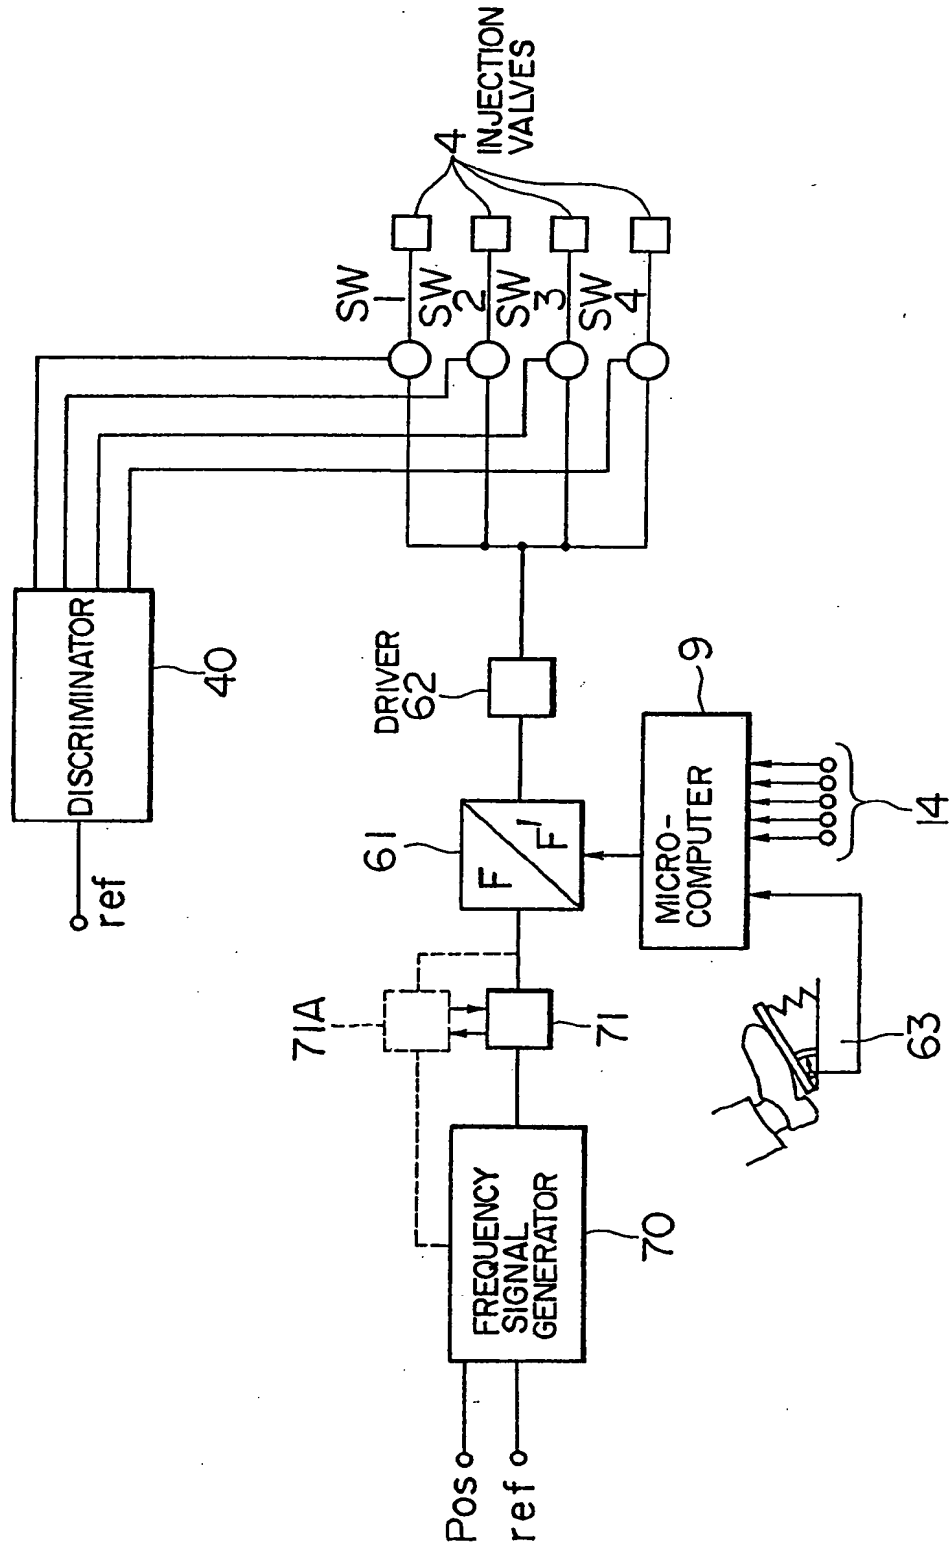 DISCRIMINATOR
40
ref
SW
1
SW
2
SW
3
SW
4
4
INJECTION
VALVES
DRIVER
62
61
F
F'
MICRO-
COMPUTER
9
14
63
71A
71
FREQUENCY
SIGNAL
GENERATOR
70
Pos
ref